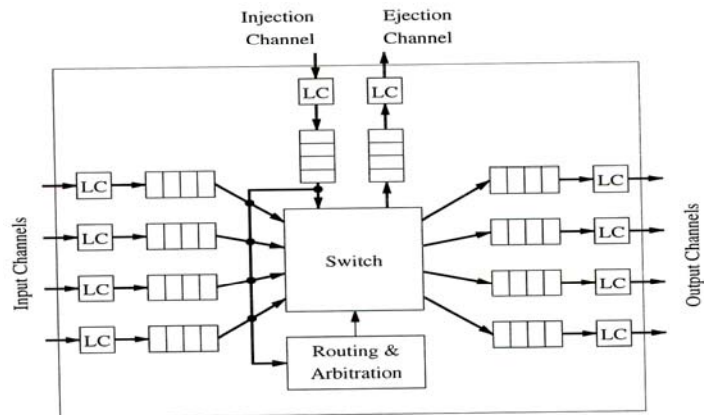 Injection
Channel
Ejection
Channel
LC
LC
LC
LC
LC
LC
LC
LC
LC
LC
Input Channels
Switch
Output Channels
Routing &
Arbitration